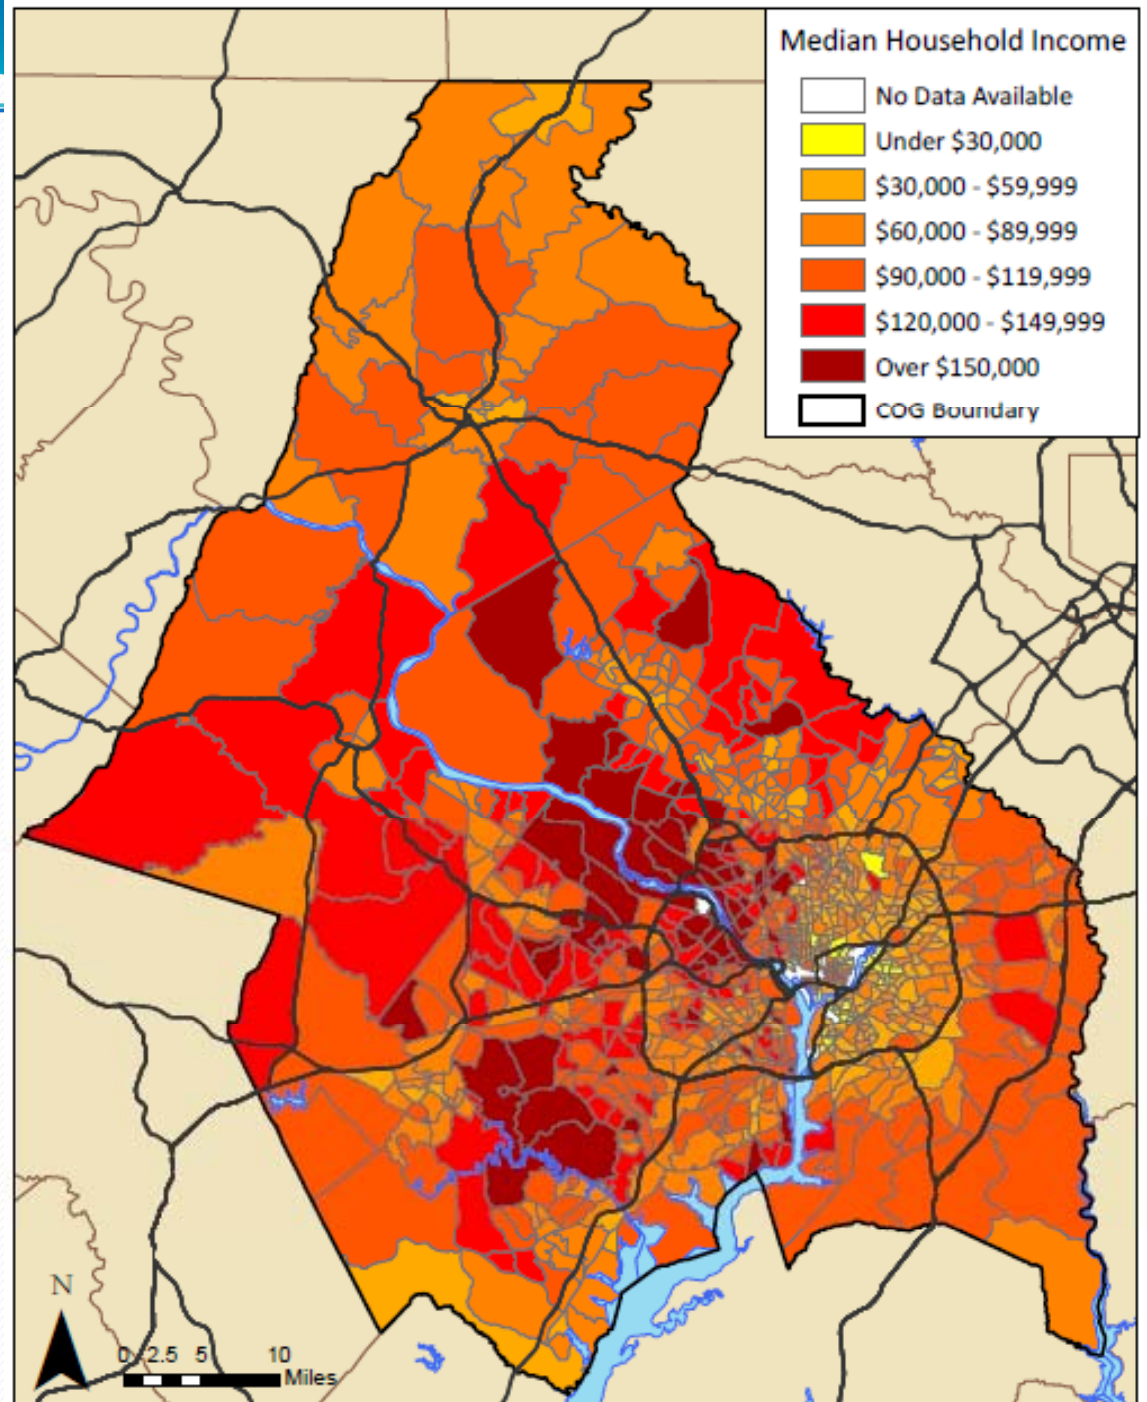 Median Household Income
No Data Available
Under $30,000
$30,000 - $59,999
$60,000 - $89,999
$90,000 - $119,999
$120,000 - $149,999
Over $150,000
COG Boundary
N
0 2.5 5 10
Miles